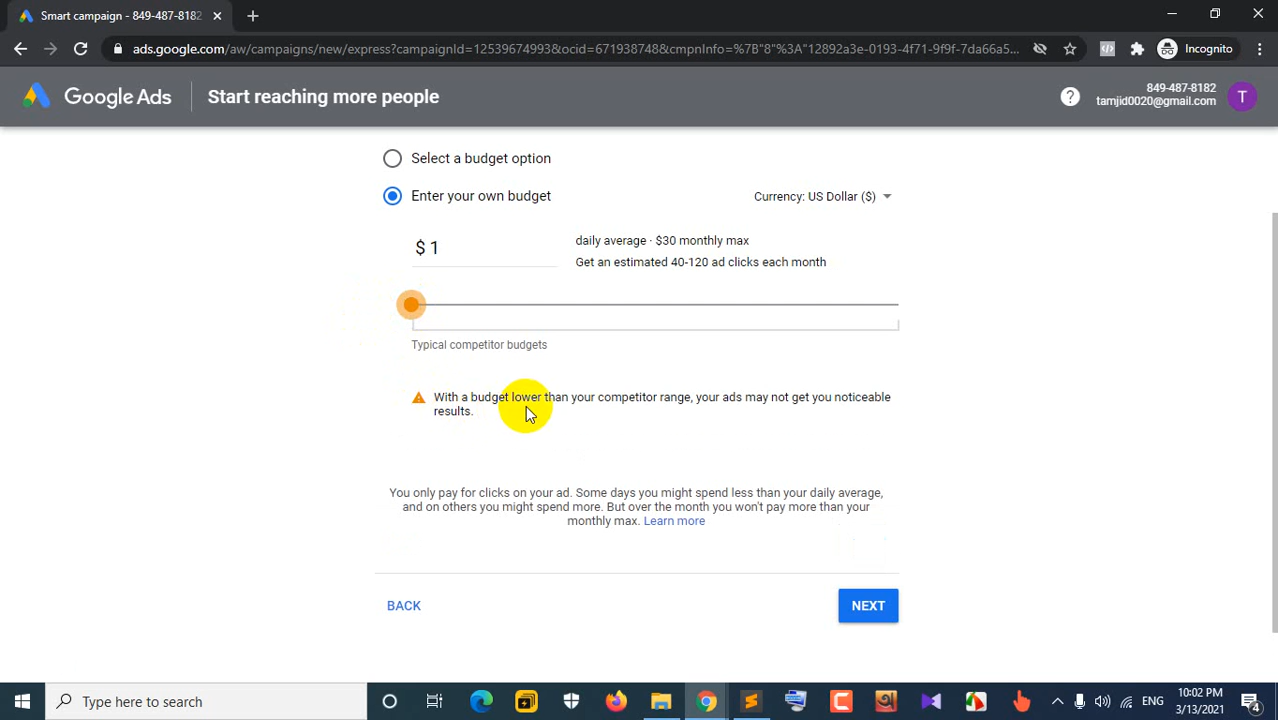 Smart campaign - 849-487-8182
ads.google.com/aw/campaigns/new/express?campaignId=12539674993&ocid=671938748&cmpnInfo=%7B"8"%3A"12892a3e-0193-4f71-9f9f-7da66a5...
Incognito
Google Ads
Start reaching more people
849-487-8182
tamjid0020@gmail.com
T
Select a budget option
Enter your own budget
Currency: US Dollar ($)
$ 1
daily average · $30 monthly max
Get an estimated 40-120 ad clicks each month
Typical competitor budgets
With a budget lower than your competitor range, your ads may not get you noticeable
results.
You only pay for clicks on your ad. Some days you might spend less than your daily average,
and on others you might spend more. But over the month you won't pay more than your
monthly max. Learn more
BACK
NEXT
Type here to search
ENG
10:02 PM
3/13/2021
4